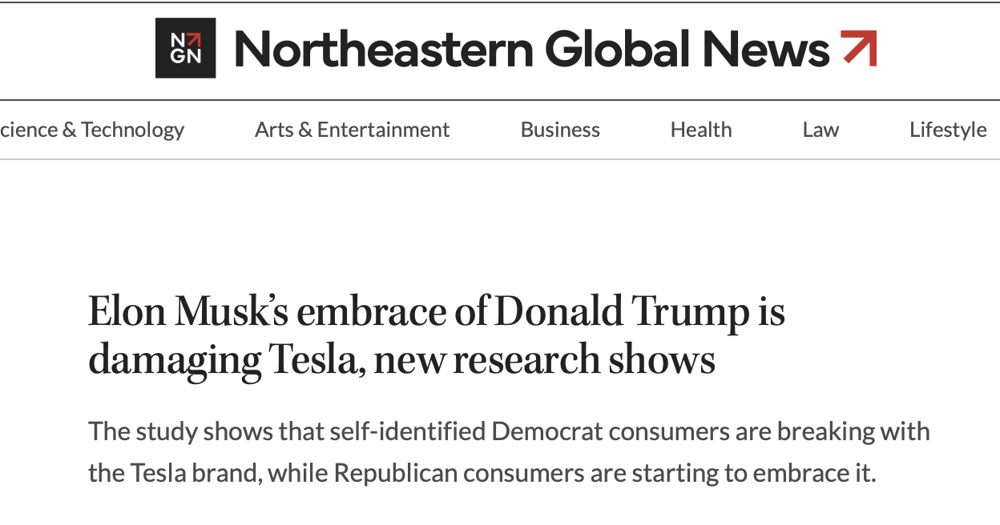 N
GN
Northeastern Global News
cience & Technology Arts & Entertainment Business Health Law Lifestyle
Elon Musk’s embrace of Donald Trump is
damaging Tesla, new research shows
The study shows that self-identified Democrat consumers are breaking with
the Tesla brand, while Republican consumers are starting to embrace it.